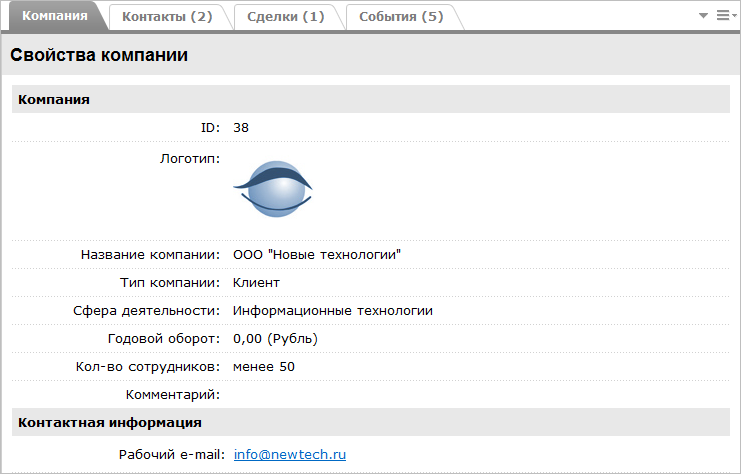 Компания Контакты (2) Сделки (1) События (5)
Свойства компании
Компания
ID: 38
Логотип:
Название компании: ООО "Новые технологии"
Тип компании: Клиент
Сфера деятельности: Информационные технологии
Годовой оборот: 0,00 (Рубль)
Кол-во сотрудников: менее 50
Комментарий:
Контактная информация
Рабочий e-mail: info@newtech.ru